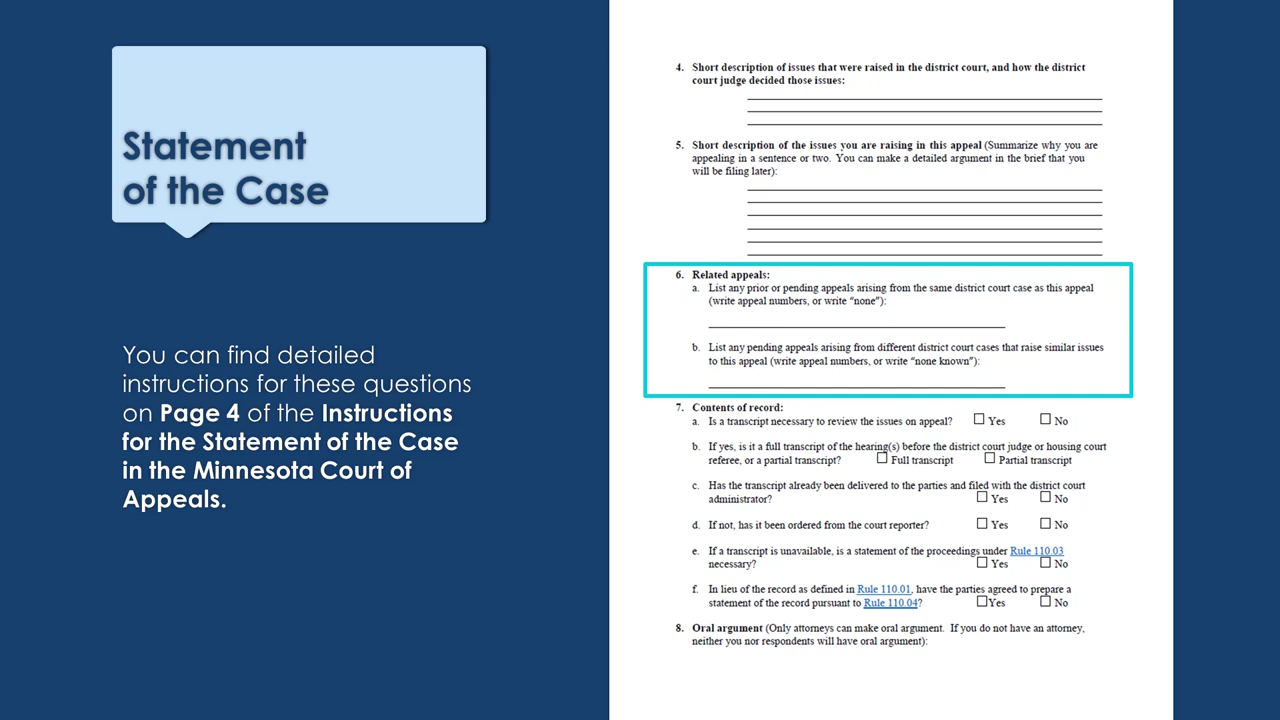 Statement
of the Case
You can find detailed
instructions for these questions
on Page 4 of the Instructions
for the Statement of the Case
in the Minnesota Court of
Appeals.
4. Short description of issues that were raised in the district court, and how the district
court judge decided those issues:
5. Short description of the issues you are raising in this appeal (Summarize why you are
appealing in a sentence or two. You can make a detailed argument in the brief that you
will be filing later):
6. Related appeals:
a. List any prior or pending appeals arising from the same district court case as this appeal
(write appeal numbers, or write “none”):
b. List any pending appeals arising from different district court cases that raise similar issues
to this appeal (write appeal numbers, or write “none known”):
7. Contents of record:
a. Is a transcript necessary to review the issues on appeal? ☐ Yes ☐ No
b. If yes, is it a full transcript of the hearing(s) before the district court judge or housing court
referee, or a partial transcript? ☐ Full transcript ☐ Partial transcript
c. Has the transcript already been delivered to the parties and filed with the district court
administrator? ☐ Yes ☐ No
d. If not, has it been ordered from the court reporter? ☐ Yes ☐ No
e. If a transcript is unavailable, is a statement of the proceedings under Rule 110.03
necessary? ☐ Yes ☐ No
f. In lieu of the record as defined in Rule 110.01, have the parties agreed to prepare a
statement of the record pursuant to Rule 110.04? ☐Yes ☐ No
8. Oral argument (Only attorneys can make oral argument. If you do not have an attorney,
neither you nor respondents will have oral argument):